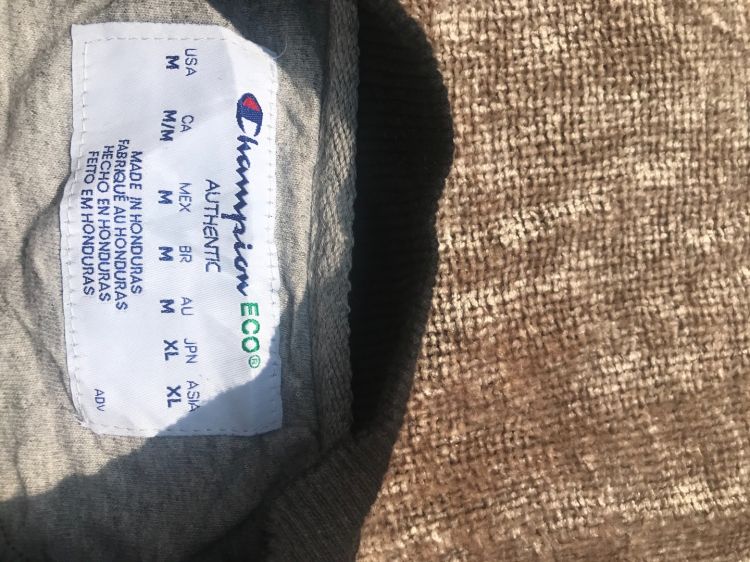 Champion ECO®
AUTHENTIC
USA CA MEX BR AU JPN ASIA
M M/M M M M XL XL
MADE IN HONDURAS
FABRIQUÉ AU HONDURAS
HECHO EN HONDURAS
FEITO EM HONDURAS
ADV